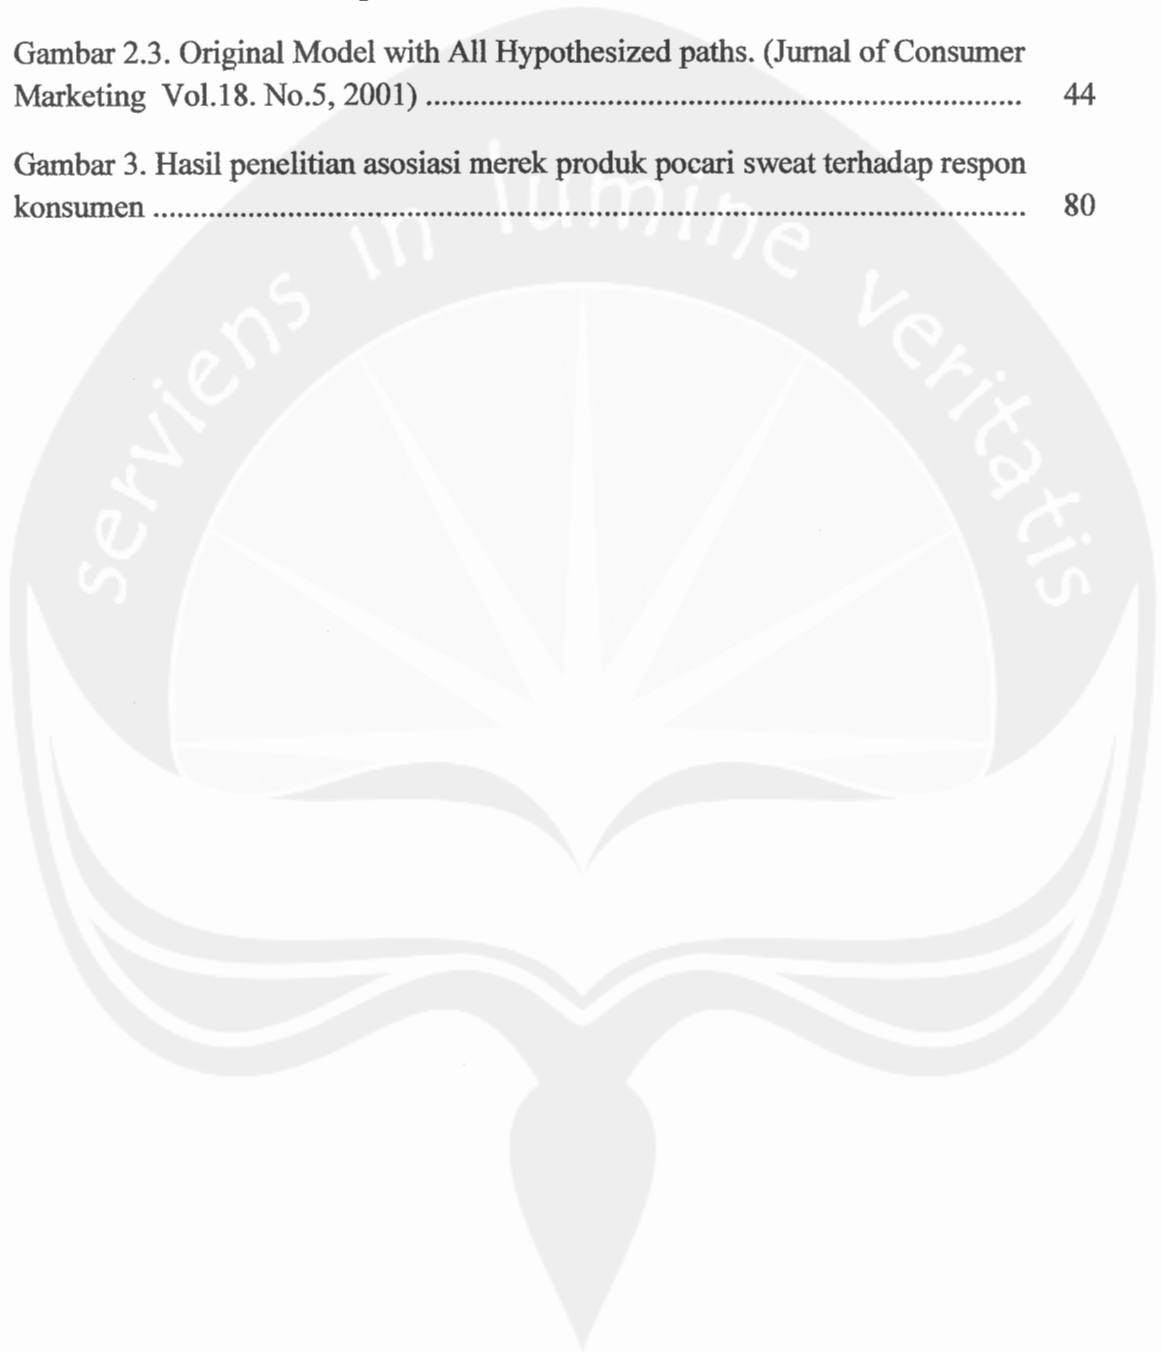 Gambar 2.3. Original Model with All Hypothesized paths. (Jurnal of Consumer
Marketing Vol.18. No.5, 2001) ........................................................................... 44
Gambar 3. Hasil penelitian asosiasi merek produk pocari sweat terhadap respon
konsumen .............................................................................................................. 80
serviens in lumine veritatis